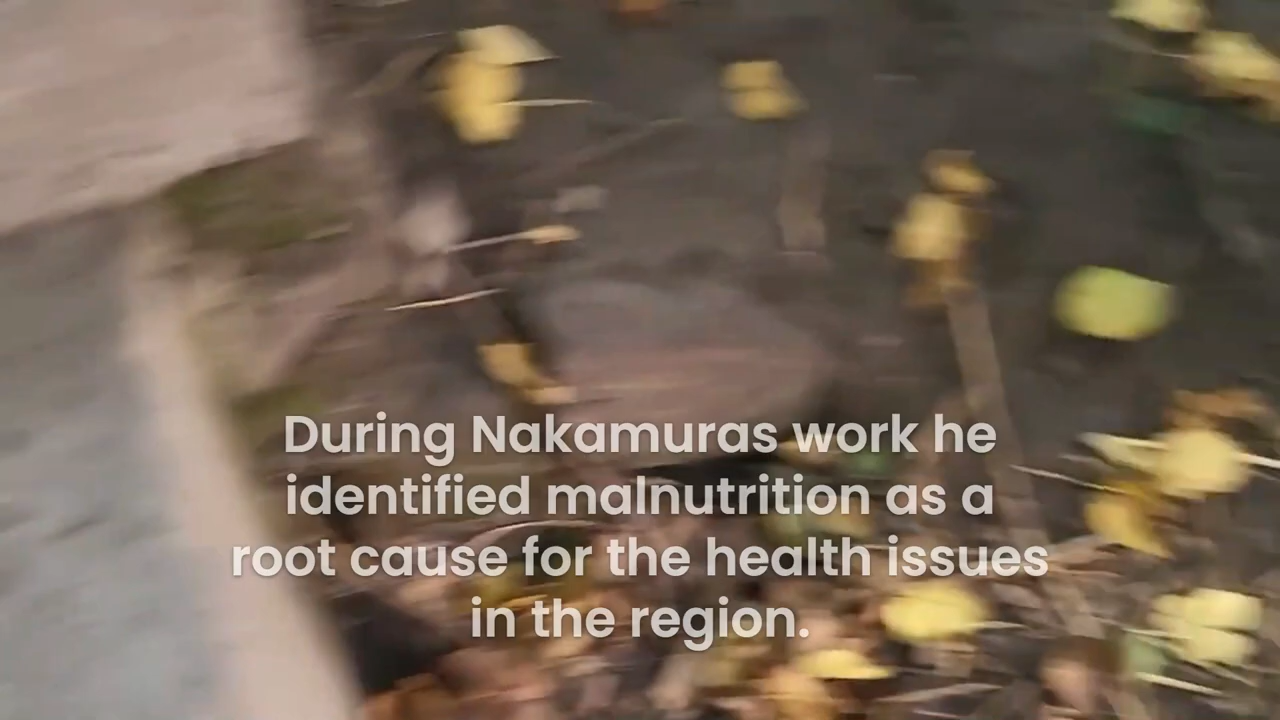 During Nakamuras work he
identified malnutrition as a
root cause for the health issues
in the region.